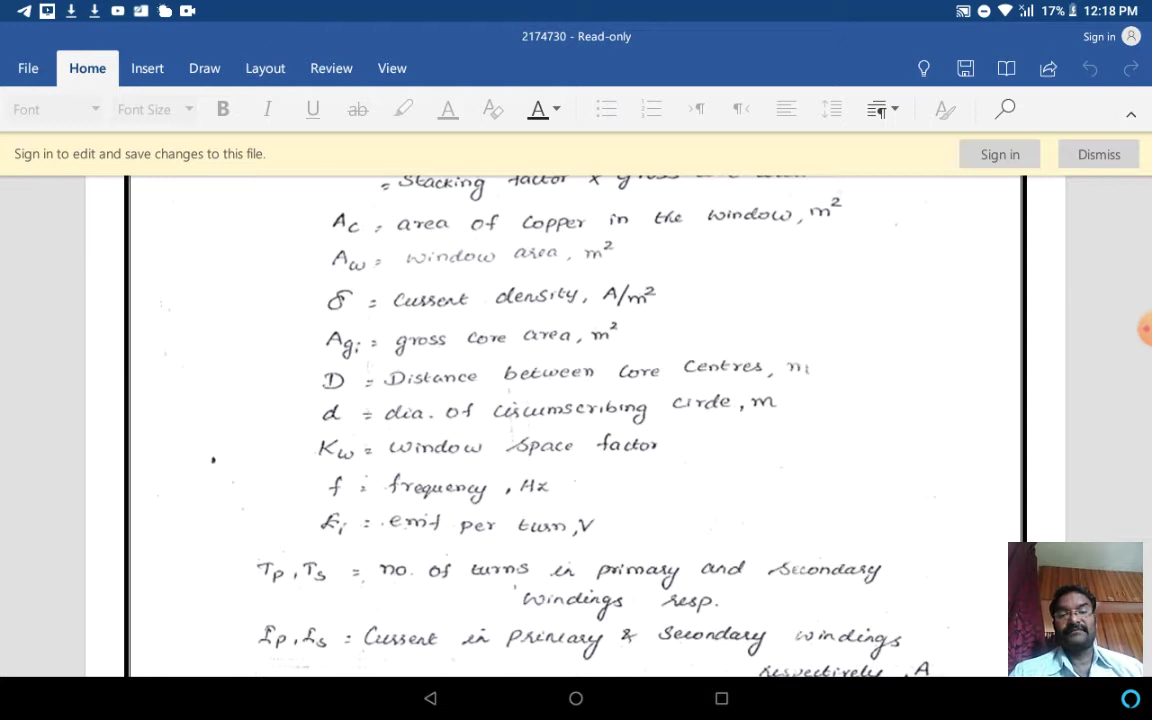 17% 12:18 PM
2174730 - Read-only
Sign in
File Home Insert Draw Layout Review View
Font Font Size B I U ab A A A
Sign in to edit and save changes to this file. Sign in Dismiss
= Stacking factor x
Ac = area of Copper in the window, m²
Aw = window area, m²
δ = Current density, A/m²
Agi = gross core area, m²
D = Distance between core Centres, m
d = dia. of circumscribing circle, m
Kw = window space factor
f = frequency, Hz
= emf per turn, V
Tp, Ts = no. of turns in primary and Secondary
windings resp.
Ip, Is = Current in primary & Secondary windings
respectively, A